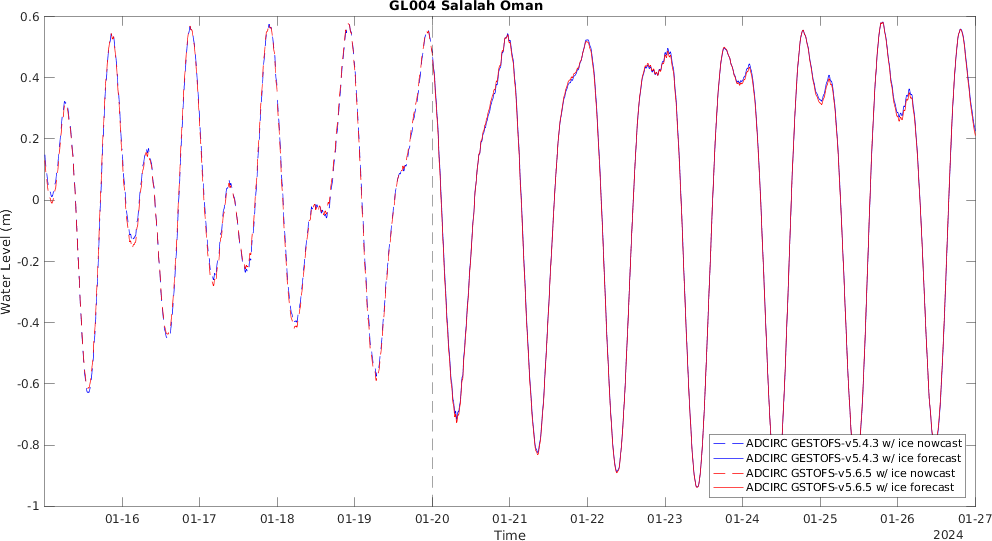 GL004 Salalah Oman
0.6
0.4
0.2
0
-0.2
-0.4
-0.6
-0.8
-1
Water Level (m)
ADCIRC GESTOFS-v5.4.3 w/ ice nowcast
ADCIRC GESTOFS-v5.4.3 w/ ice forecast
ADCIRC GSTOFS-v5.6.5 w/ ice nowcast
ADCIRC GSTOFS-v5.6.5 w/ ice forecast
01-16 01-17 01-18 01-19 01-20 01-21 01-22 01-23 01-24 01-25 01-26 01-27
Time
2024